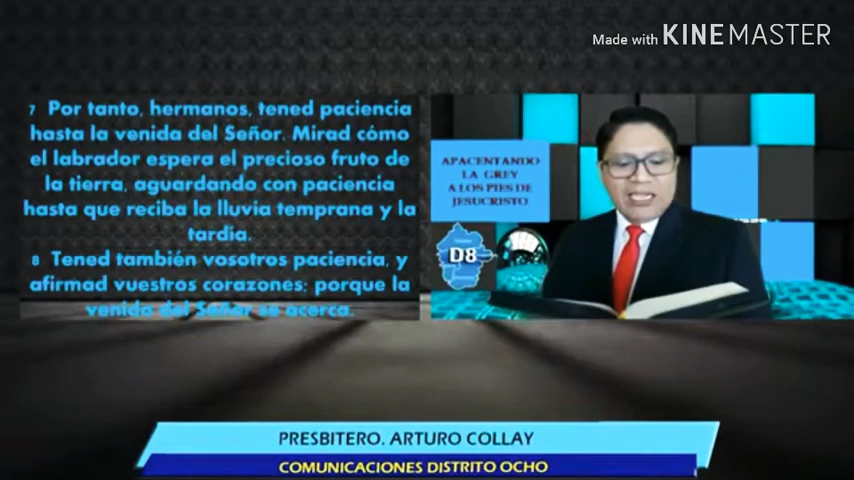 Made with KINEMASTER
7 Por tanto, hermanos, tened paciencia
hasta la venida del Señor. Mirad cómo
el labrador espera el precioso fruto de
la tierra, aguardando con paciencia
hasta que reciba la lluvia temprana y la
tardía.
8 Tened también vosotros paciencia, y
afirmad vuestros corazones; porque la
venida del Señor se acerca.
APACENTANDO
LA GREY
A LOS PIES DE
JESUCRISTO
D8
PRESBITERO. ARTURO COLLAY
COMUNICACIONES DISTRITO OCHO